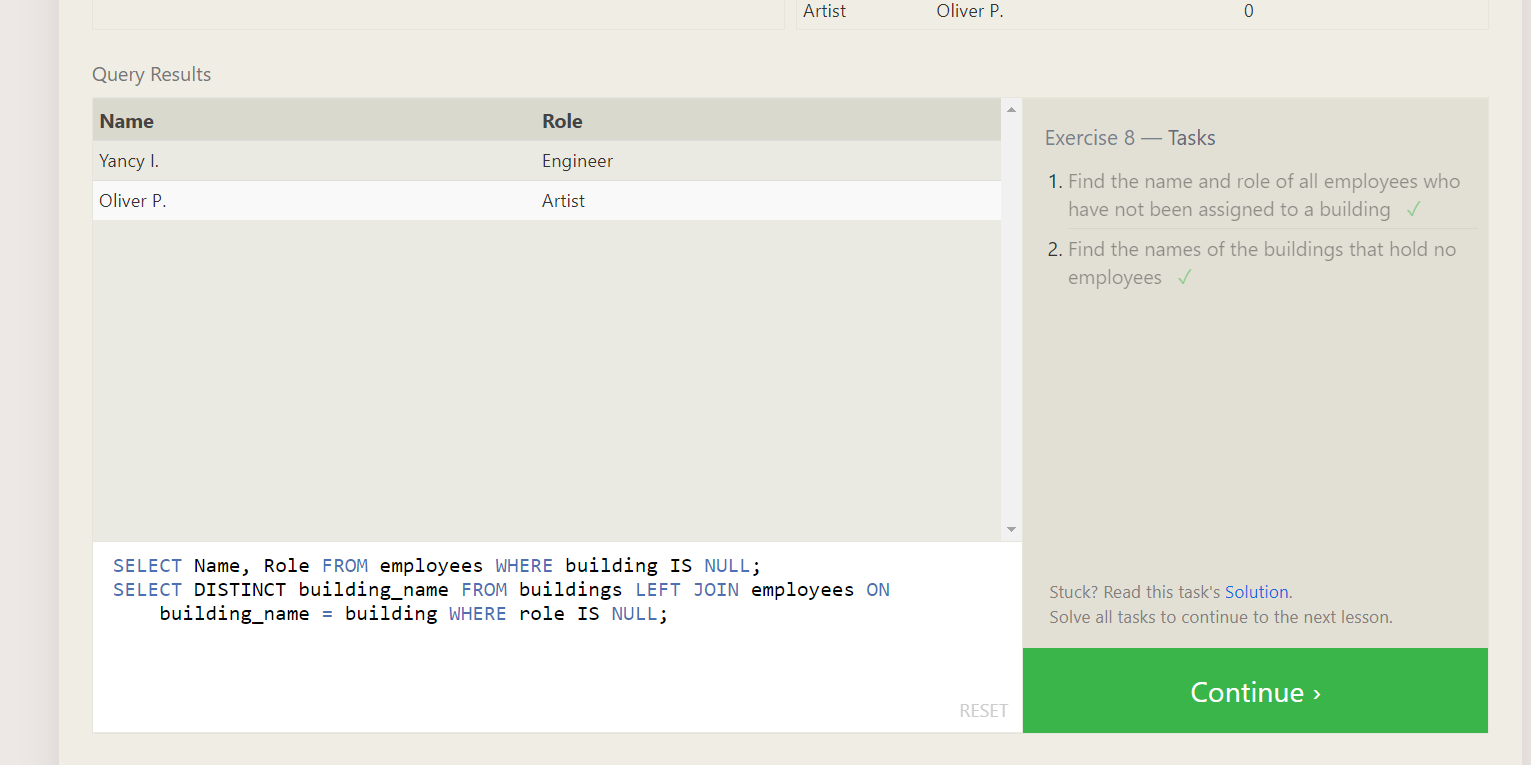 Artist Oliver P. 0
Query Results
Name Role
Yancy I. Engineer
Oliver P. Artist
SELECT Name, Role FROM employees WHERE building IS NULL;
SELECT DISTINCT building_name FROM buildings LEFT JOIN employees ON
building_name = building WHERE role IS NULL;
RESET
Exercise 8 — Tasks
1. Find the name and role of all employees who
have not been assigned to a building ✓
2. Find the names of the buildings that hold no
employees ✓
Stuck? Read this task's Solution.
Solve all tasks to continue to the next lesson.
Continue ›